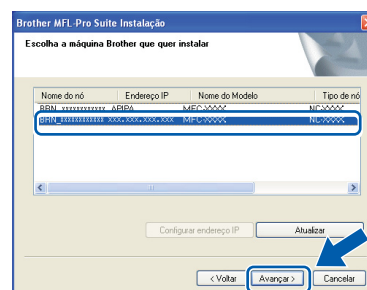 Brother MFL-Pro Suite Instalação
Escolha a máquina Brother que quer instalar
Nome do nó Endereço IP Nome do Modelo Tipo de nó
BRN_xxxxxxxxxxxx APIPA MFC-XXXX NC-XXXX
BRN_xxxxxxxxxxxx xxx.xxx.xxx.xxx MFC-XXXX NC-XXXX
Configurar endereço IP Atualizar
< Voltar Avançar > Cancelar